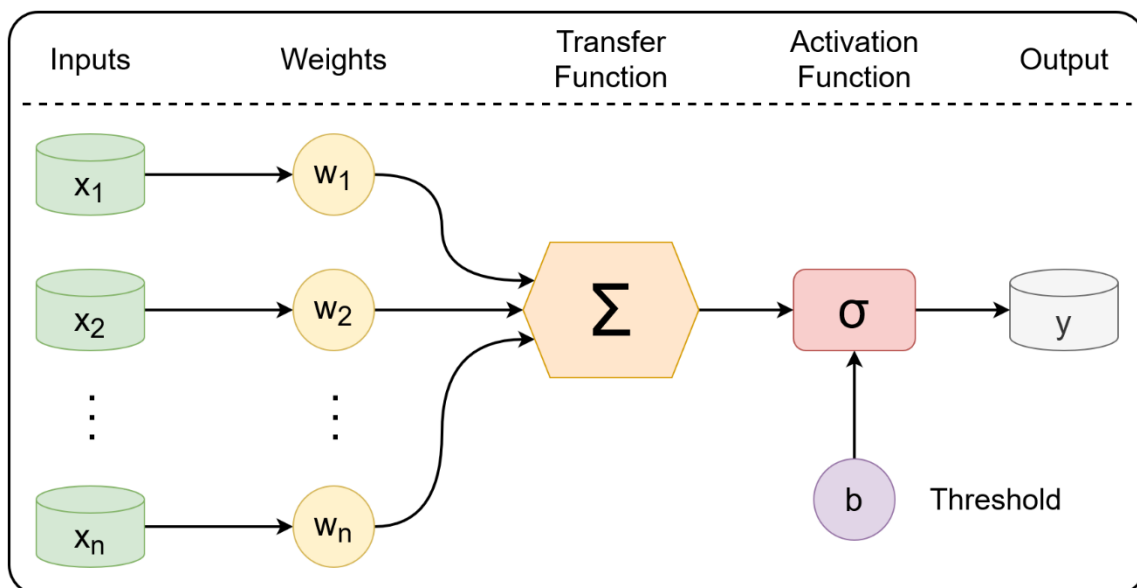 Inputs
Weights
Transfer
Function
Activation
Function
Output
x₁
w₁
x₂
w₂
Σ
σ
y
⋮
⋮
xₙ
wₙ
b
Threshold